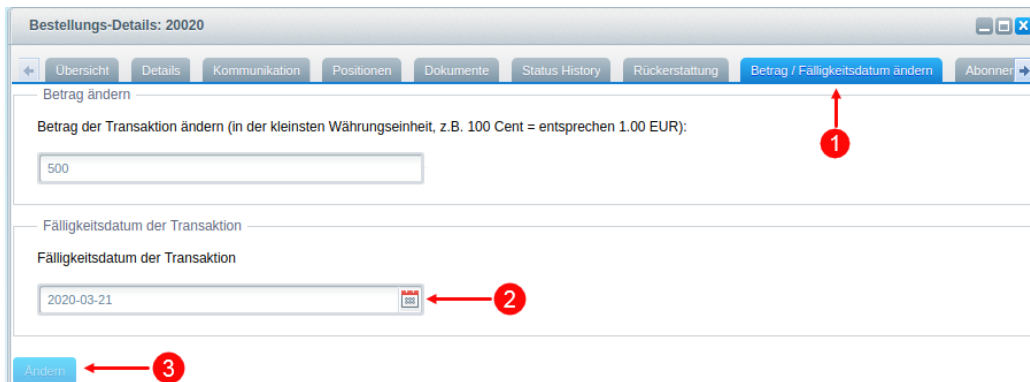 Bestellungs-Details: 20020
Übersicht Details Kommunikation Positionen Dokumente Status History Rückerstattung Betrag / Fälligkeitsdatum ändern Abonner
1
Betrag ändern
Betrag der Transaktion ändern (in der kleinsten Währungseinheit, z.B. 100 Cent = entsprechen 1.00 EUR):
500
Fälligkeitsdatum der Transaktion
Fälligkeitsdatum der Transaktion
2020-03-21
2
Ändern
3